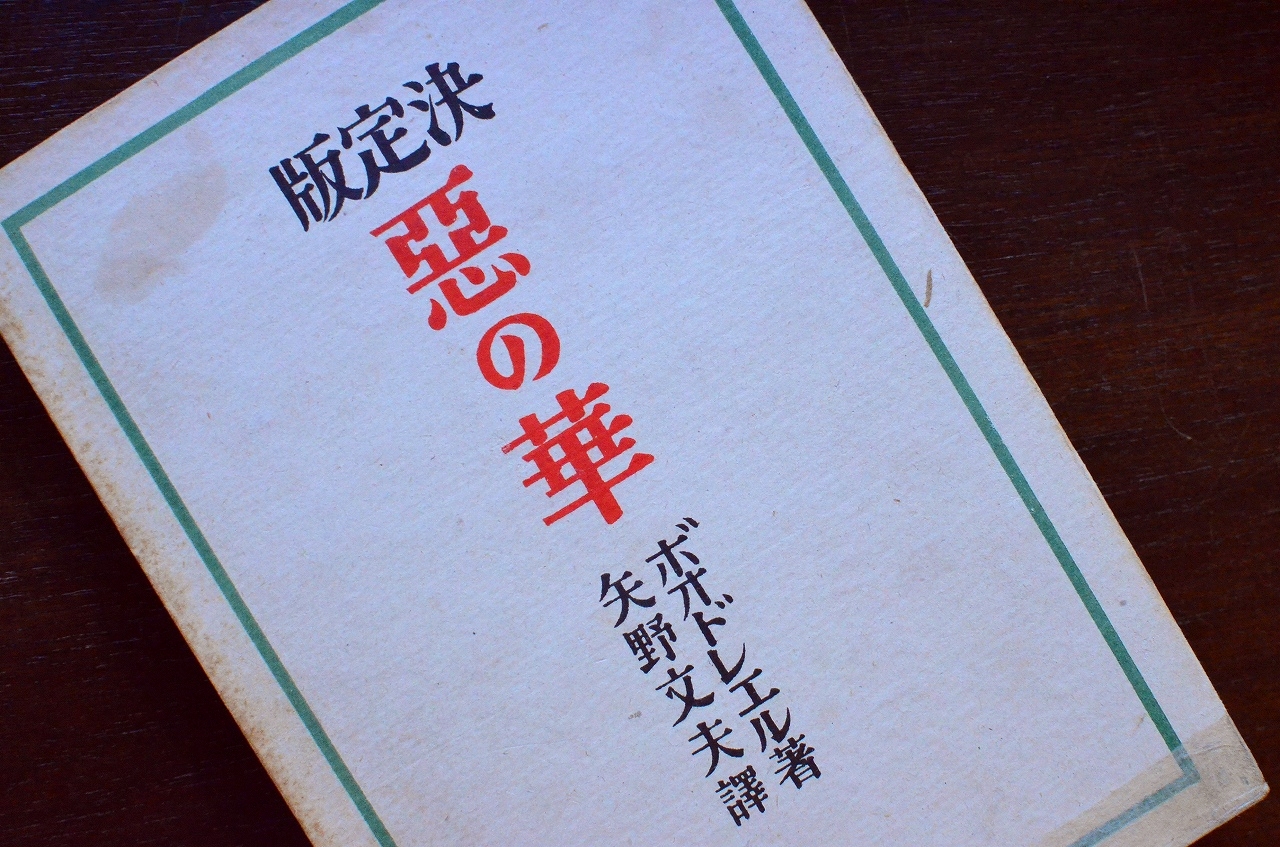 決定版
惡の華
ボオドレエル著
矢野文夫譯